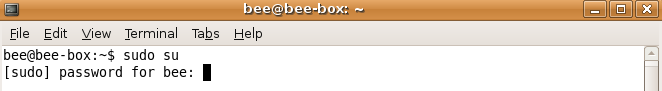 bee@bee-box: ~
File Edit View Terminal Tabs Help
bee@bee-box:~$ sudo su
[sudo] password for bee: